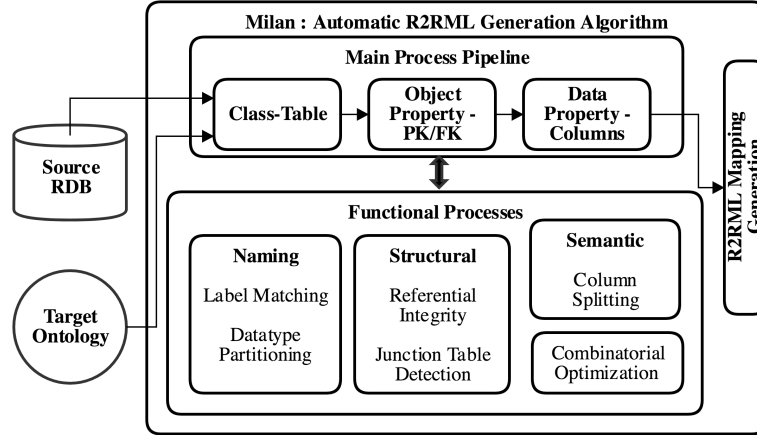 Milan : Automatic R2RML Generation Algorithm
Main Process Pipeline
Class-Table
Object
Property -
PK/FK
Data
Property -
Columns
Source
RDB
Target
Ontology
Functional Processes
Naming
Label Matching
Datatype
Partitioning
Structural
Referential
Integrity
Junction Table
Detection
Semantic
Column
Splitting
Combinatorial
Optimization
R2RML Mapping
Generation